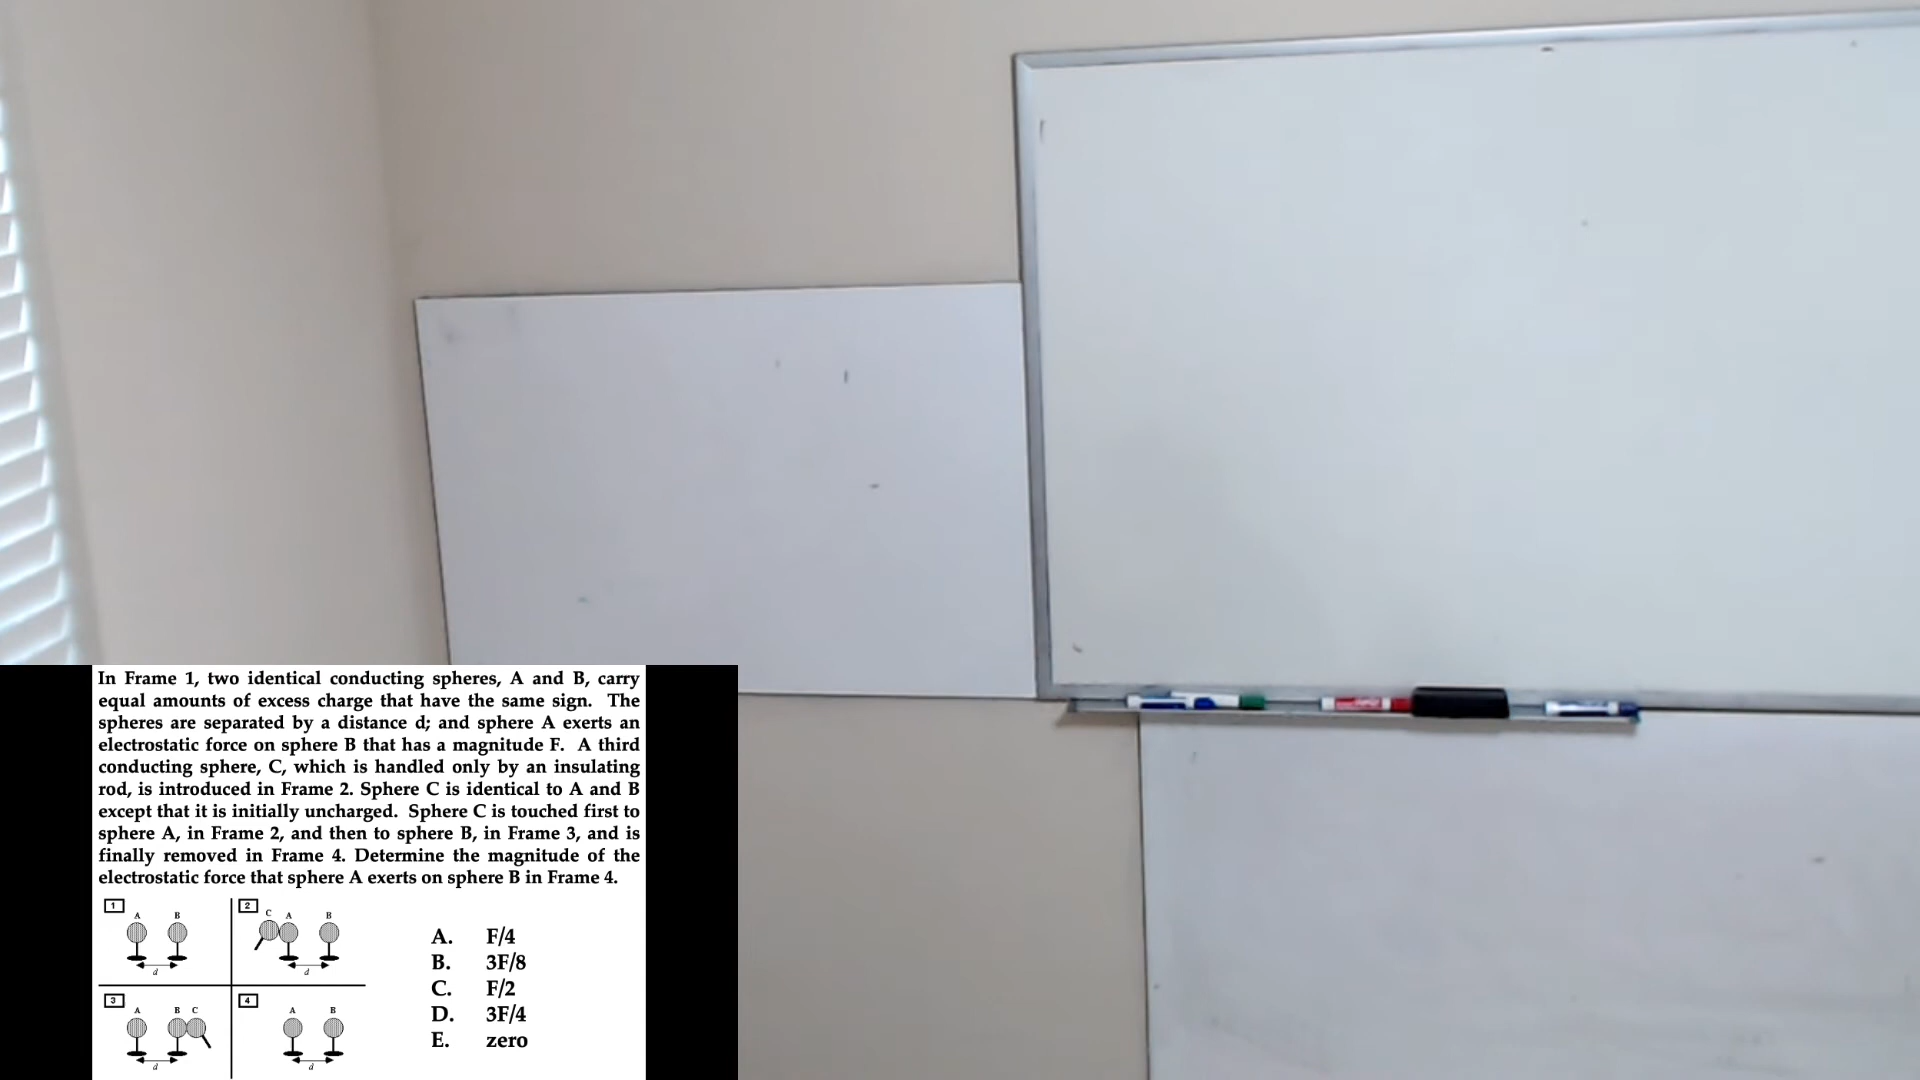 In Frame 1, two identical conducting spheres, A and B, carry
equal amounts of excess charge that have the same sign. The
spheres are separated by a distance d; and sphere A exerts an
electrostatic force on sphere B that has a magnitude F. A third
conducting sphere, C, which is handled only by an insulating
rod, is introduced in Frame 2. Sphere C is identical to A and B
except that it is initially uncharged. Sphere C is touched first to
sphere A, in Frame 2, and then to sphere B, in Frame 3, and is
finally removed in Frame 4. Determine the magnitude of the
electrostatic force that sphere A exerts on sphere B in Frame 4.
1
A B
d
2
C A B
d
3
A B C
d
4
A B
d
A. F/4
B. 3F/8
C. F/2
D. 3F/4
E. zero